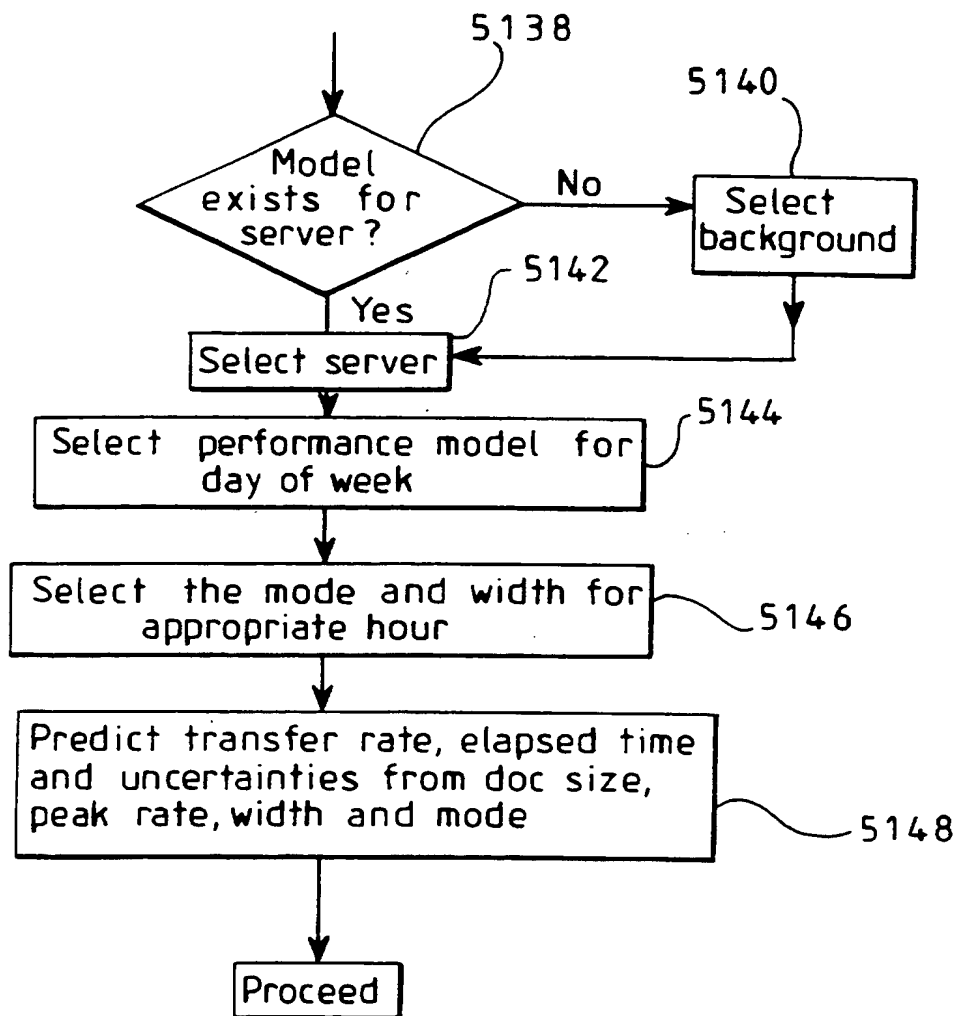 5138
5140
Model
exists for
server?
No
Select
background
5142
Yes
Select server
5144
Select performance model for
day of week
Select the mode and width for
appropriate hour
5146
Predict transfer rate, elapsed time
and uncertainties from doc size,
peak rate, width and mode
5148
Proceed